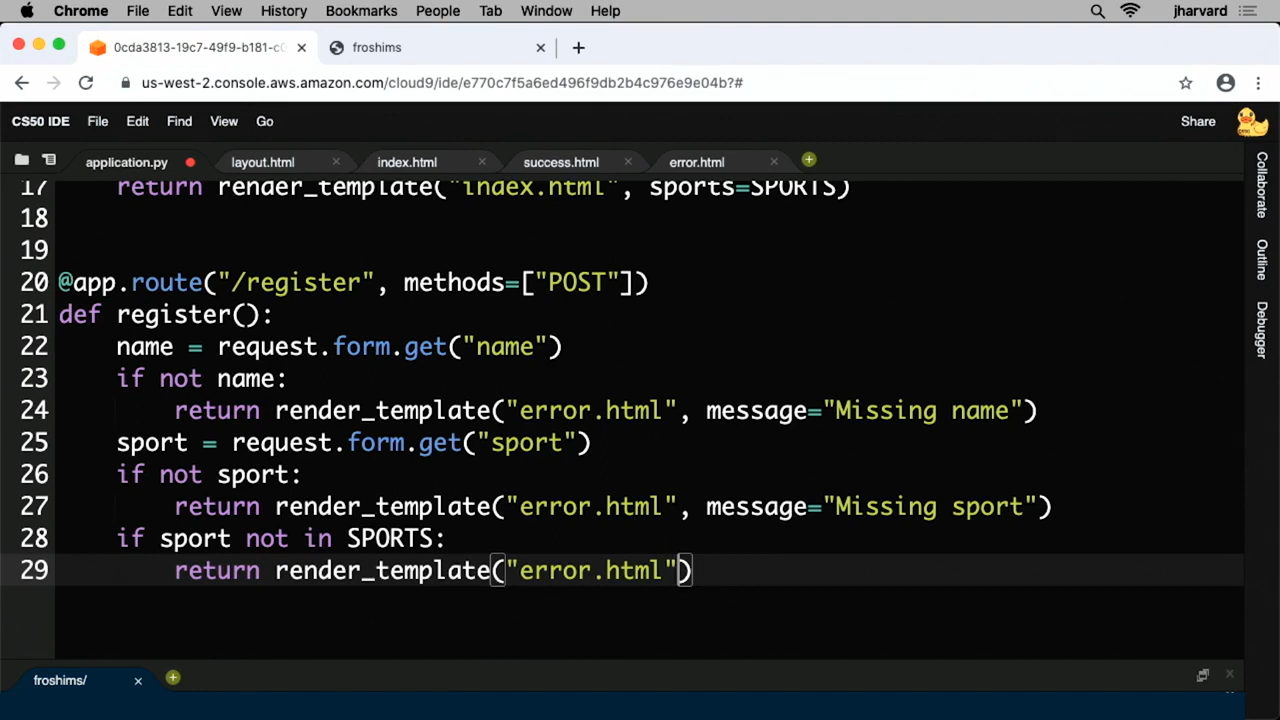 Chrome File Edit View History Bookmarks People Tab Window Help jharvard
0cda3813-19c7-49f9-b181-c froshims
us-west-2.console.aws.amazon.com/cloud9/ide/e770c7f5a6ed496f9db2b4c976e9e04b?#
CS50 IDE File Edit Find View Go Share
application.py layout.html index.html success.html error.html
17 return render_template("index.html", sports=SPORTS)
18
19
20 @app.route("/register", methods=["POST"])
21 def register():
22 name = request.form.get("name")
23 if not name:
24 return render_template("error.html", message="Missing name")
25 sport = request.form.get("sport")
26 if not sport:
27 return render_template("error.html", message="Missing sport")
28 if sport not in SPORTS:
29 return render_template("error.html")
froshims/
Collaborate
Outline
Debugger